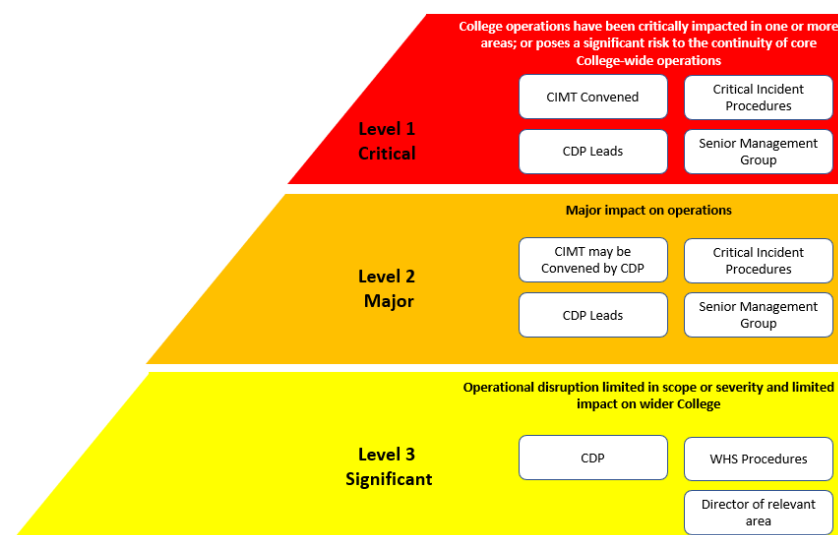 College operations have been critically impacted in one or more
areas; or poses a significant risk to the continuity of core
College-wide operations
Level 1
Critical
CIMT Convened
Critical Incident
Procedures
CDP Leads
Senior Management
Group
Major impact on operations
Level 2
Major
CIMT may be
Convened by CDP
Critical Incident
Procedures
CDP Leads
Senior Management
Group
Operational disruption limited in scope or severity and limited
impact on wider College
Level 3
Significant
CDP
WHS Procedures
Director of relevant
area